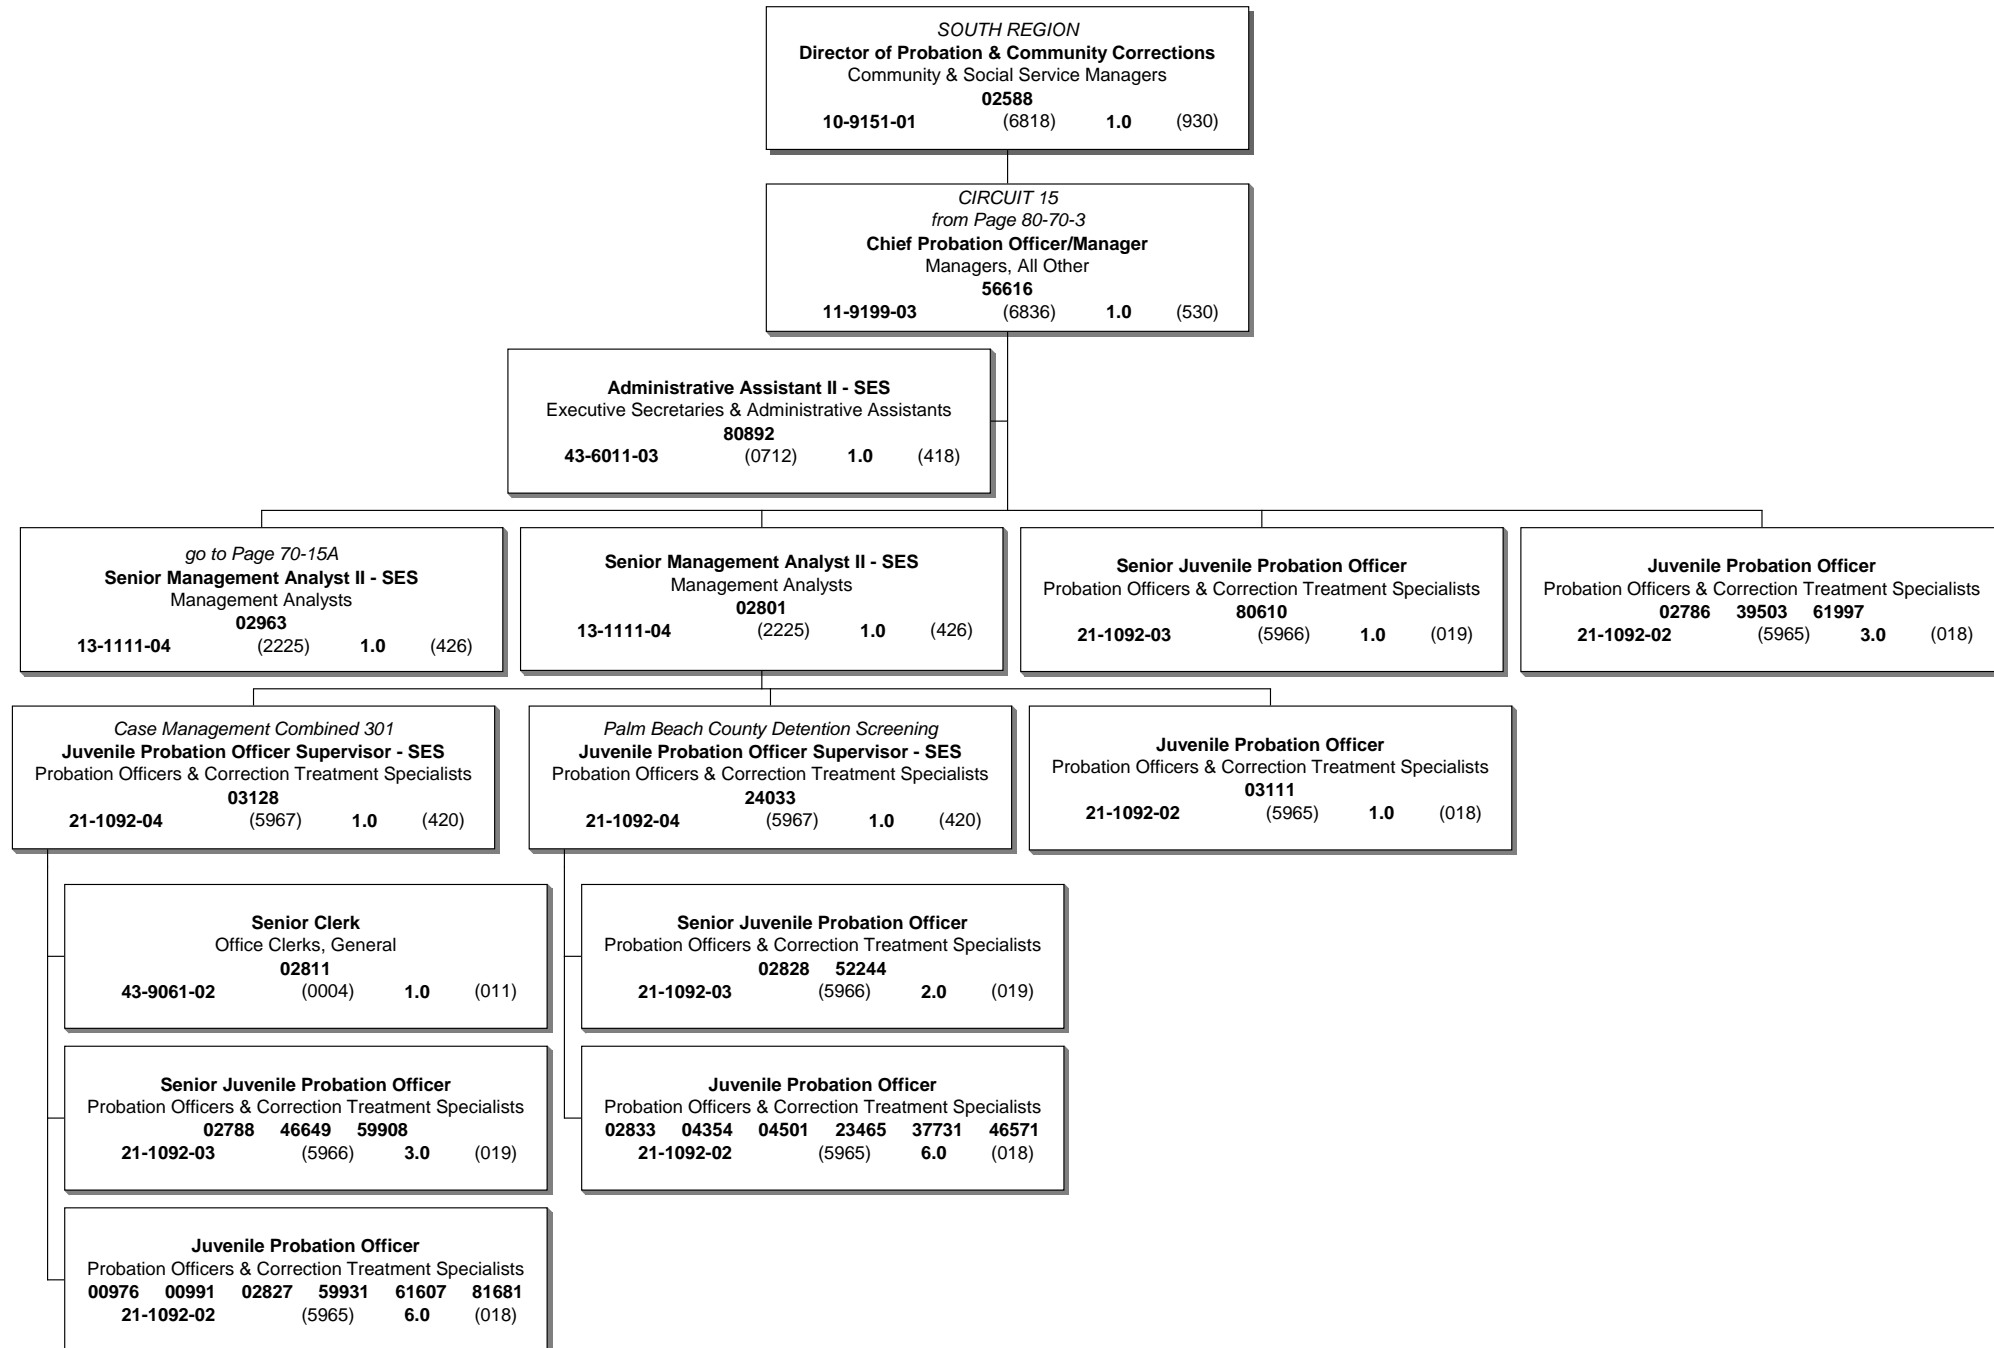 SOUTH REGION
Director of Probation & Community Corrections
Community & Social Service Managers
02588
10-9151-01 (6818) 1.0 (930)
CIRCUIT 15
from Page 80-70-3
Chief Probation Officer/Manager
Managers, All Other
56616
11-9199-03 (6836) 1.0 (530)
Administrative Assistant II - SES
Executive Secretaries & Administrative Assistants
80892
43-6011-03 (0712) 1.0 (418)
go to Page 70-15A
Senior Management Analyst II - SES
Management Analysts
02963
13-1111-04 (2225) 1.0 (426)
Senior Management Analyst II - SES
Management Analysts
02801
13-1111-04 (2225) 1.0 (426)
Senior Juvenile Probation Officer
Probation Officers & Correction Treatment Specialists
80610
21-1092-03 (5966) 1.0 (019)
Juvenile Probation Officer
Probation Officers & Correction Treatment Specialists
02786 39503 61997
21-1092-02 (5965) 3.0 (018)
Case Management Combined 301
Juvenile Probation Officer Supervisor - SES
Probation Officers & Correction Treatment Specialists
03128
21-1092-04 (5967) 1.0 (420)
Palm Beach County Detention Screening
Juvenile Probation Officer Supervisor - SES
Probation Officers & Correction Treatment Specialists
24033
21-1092-04 (5967) 1.0 (420)
Juvenile Probation Officer
Probation Officers & Correction Treatment Specialists
03111
21-1092-02 (5965) 1.0 (018)
Senior Clerk
Office Clerks, General
02811
43-9061-02 (0004) 1.0 (011)
Senior Juvenile Probation Officer
Probation Officers & Correction Treatment Specialists
02788 46649 59908
21-1092-03 (5966) 3.0 (019)
Juvenile Probation Officer
Probation Officers & Correction Treatment Specialists
00976 00991 02827 59931 61607 81681
21-1092-02 (5965) 6.0 (018)
Senior Juvenile Probation Officer
Probation Officers & Correction Treatment Specialists
02828 52244
21-1092-03 (5966) 2.0 (019)
Juvenile Probation Officer
Probation Officers & Correction Treatment Specialists
02833 04354 04501 23465 37731 46571
21-1092-02 (5965) 6.0 (018)